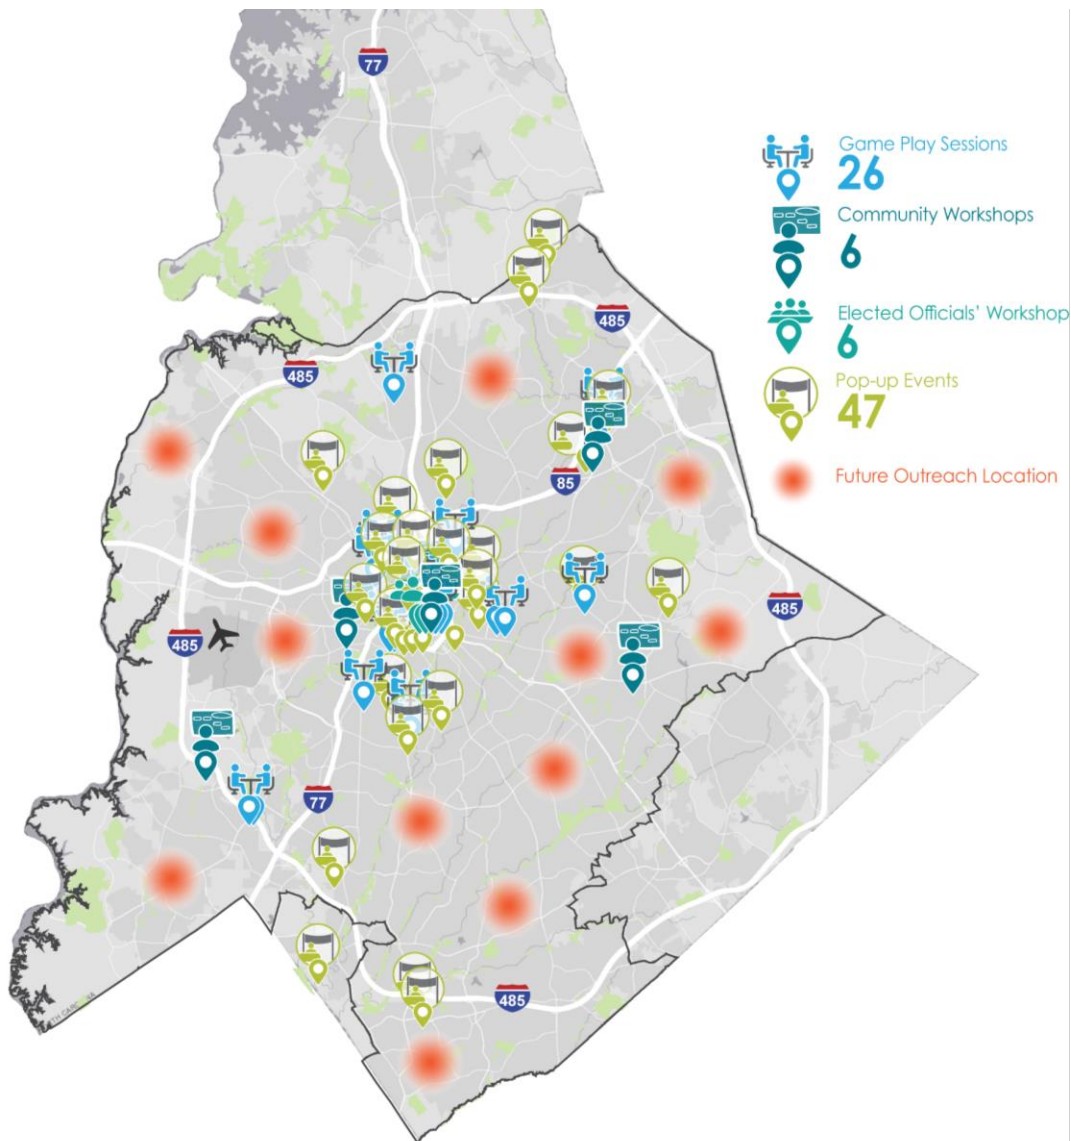 77
Game Play Sessions
26
Community Workshops
6
Elected Officials' Workshop
6
Pop-up Events
47
Future Outreach Location
485
485
85
485
485
77
485